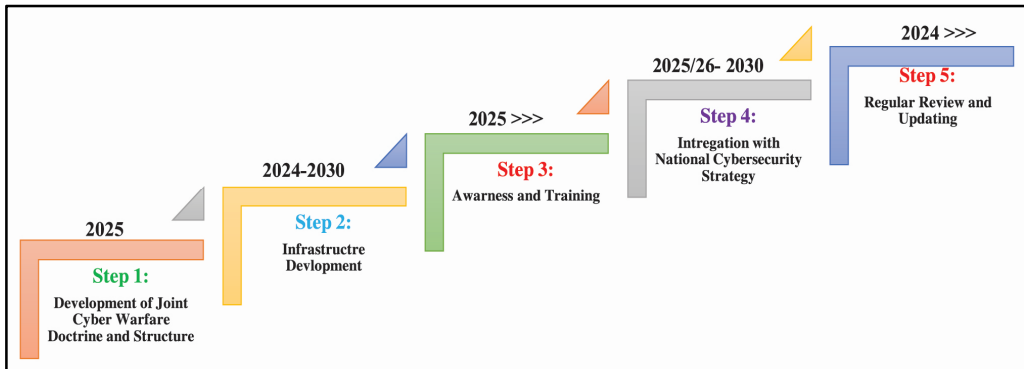 2025
Step 1:
Development of Joint
Cyber Warfare
Doctrine and Structure
2024-2030
Step 2:
Infrastructre
Devlopment
2025 >>>
Step 3:
Awarness and Training
2025/26- 2030
Step 4:
Intregation with
National Cybersecurity
Strategy
2024 >>>
Step 5:
Regular Review and
Updating